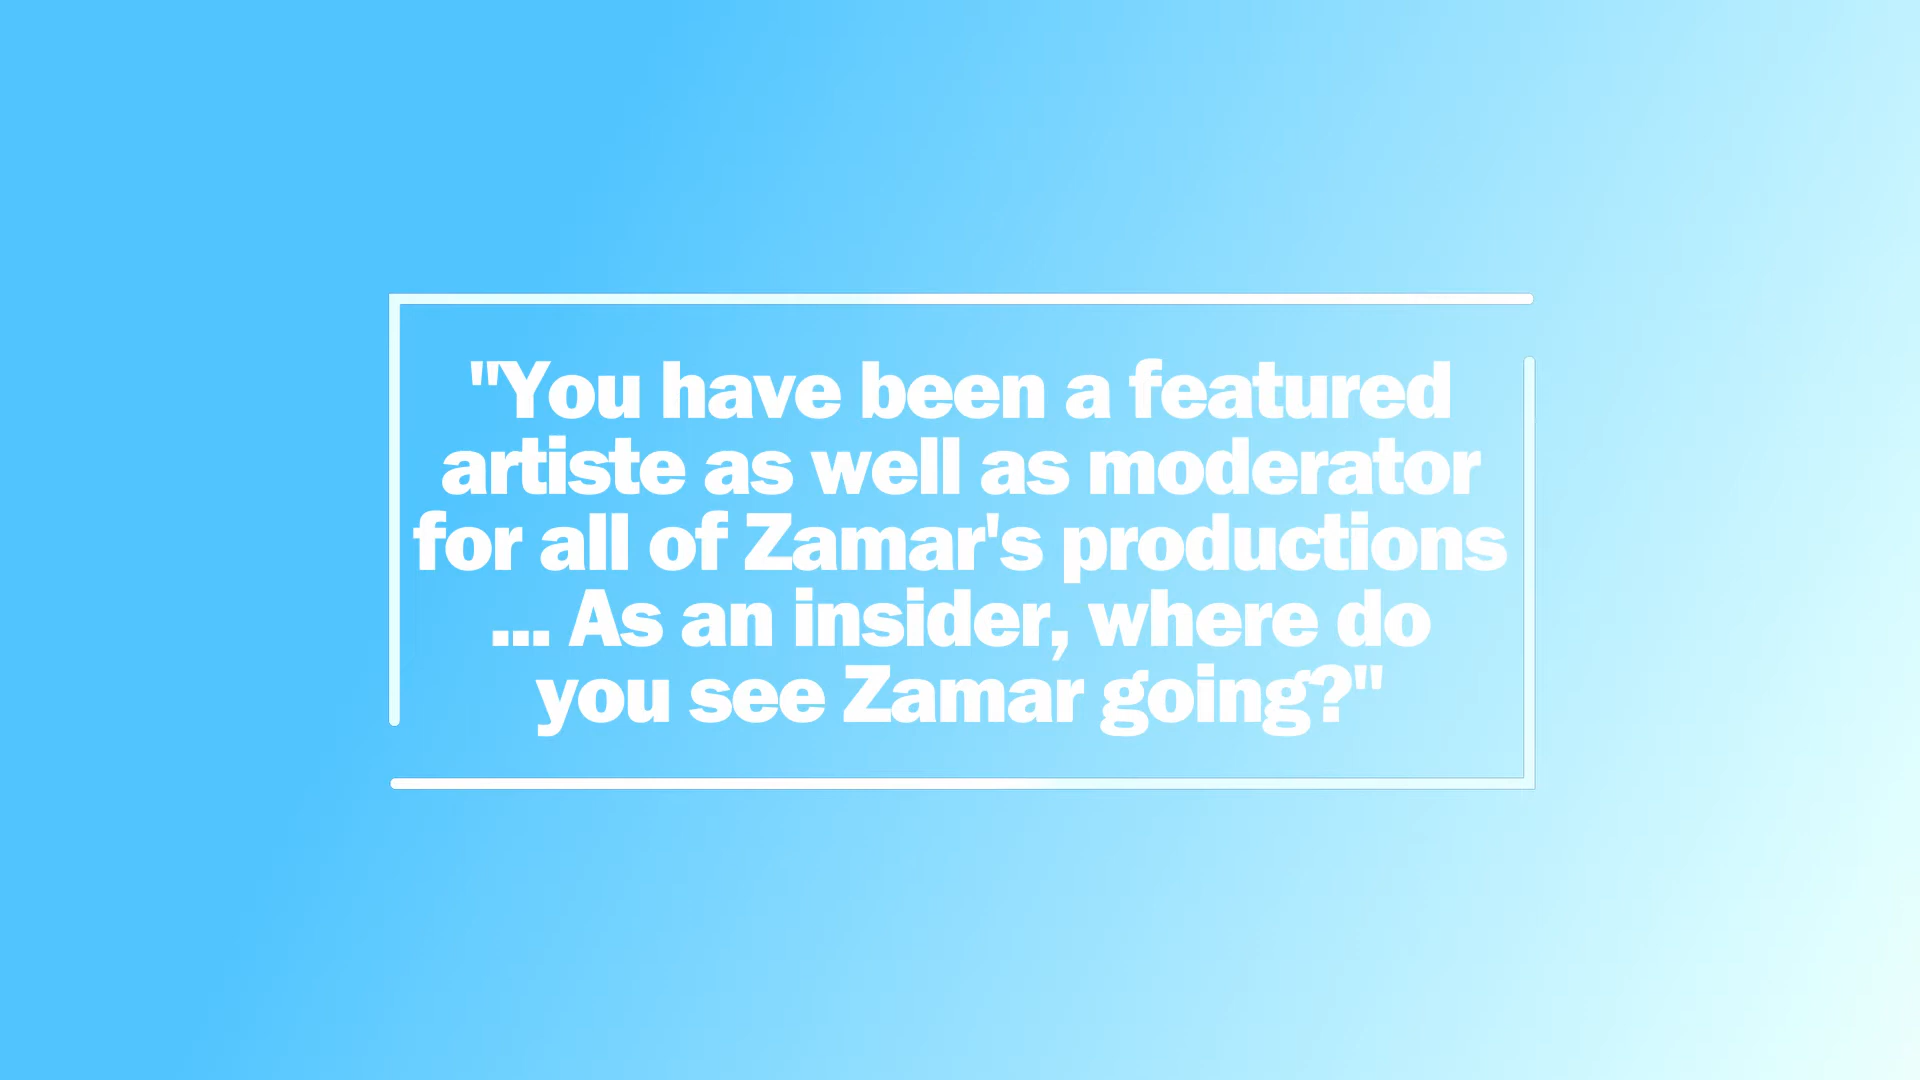 "You have been a featured
artiste as well as moderator
for all of Zamar's productions
... As an insider, where do
you see Zamar going?"